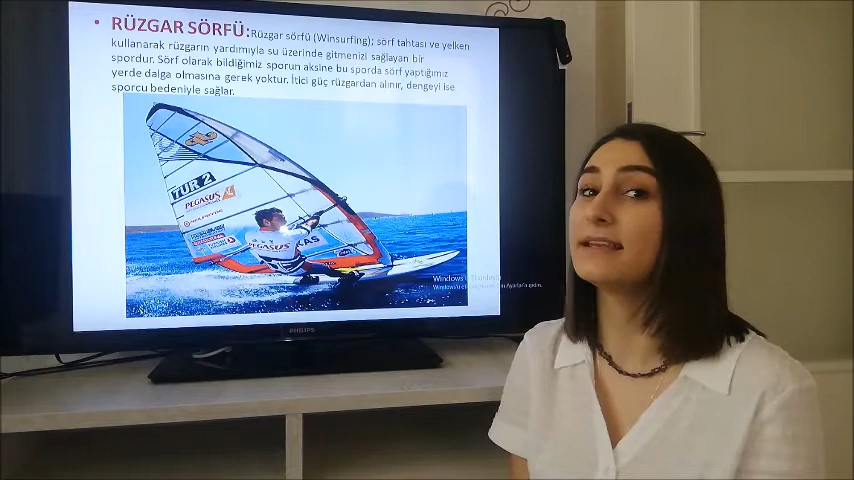 • RÜZGAR SÖRFÜ:Rüzgar sörfü (Winsurfing); sörf tahtası ve yelken
kullanarak rüzgarın yardımıyla su üzerinde gitmenizi sağlayan bir
spordur. Sörf olarak bildiğimiz sporun aksine bu sporda sörf yaptığımız
yerde dalga olmasına gerek yoktur. İtici güç rüzgardan alınır, dengeyi ise
sporcu bedeniyle sağlar.
TUR 2
PEGASUS
PEGASUS
KAS
Windows
PHILIPS